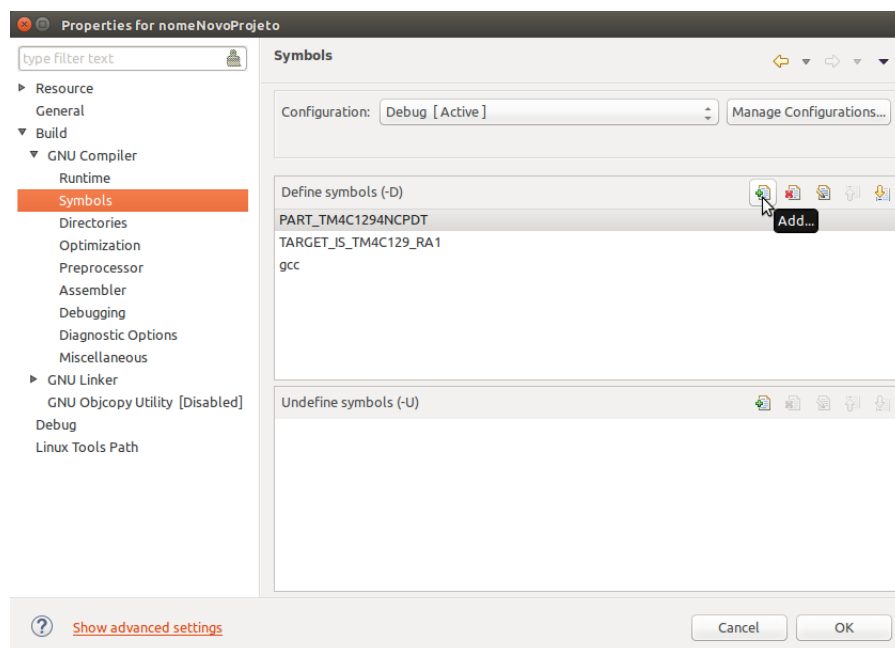 Properties for nomeNovoProjeto
type filter text
Resource
General
Build
GNU Compiler
Runtime
Symbols
Directories
Optimization
Preprocessor
Assembler
Debugging
Diagnostic Options
Miscellaneous
GNU Linker
GNU Objcopy Utility [Disabled]
Debug
Linux Tools Path
Symbols
Configuration: Debug [ Active ] Manage Configurations...
Define symbols (-D)
Add...
PART_TM4C1294NCPDT
TARGET_IS_TM4C129_RA1
gcc
Undefine symbols (-U)
? Show advanced settings
Cancel OK